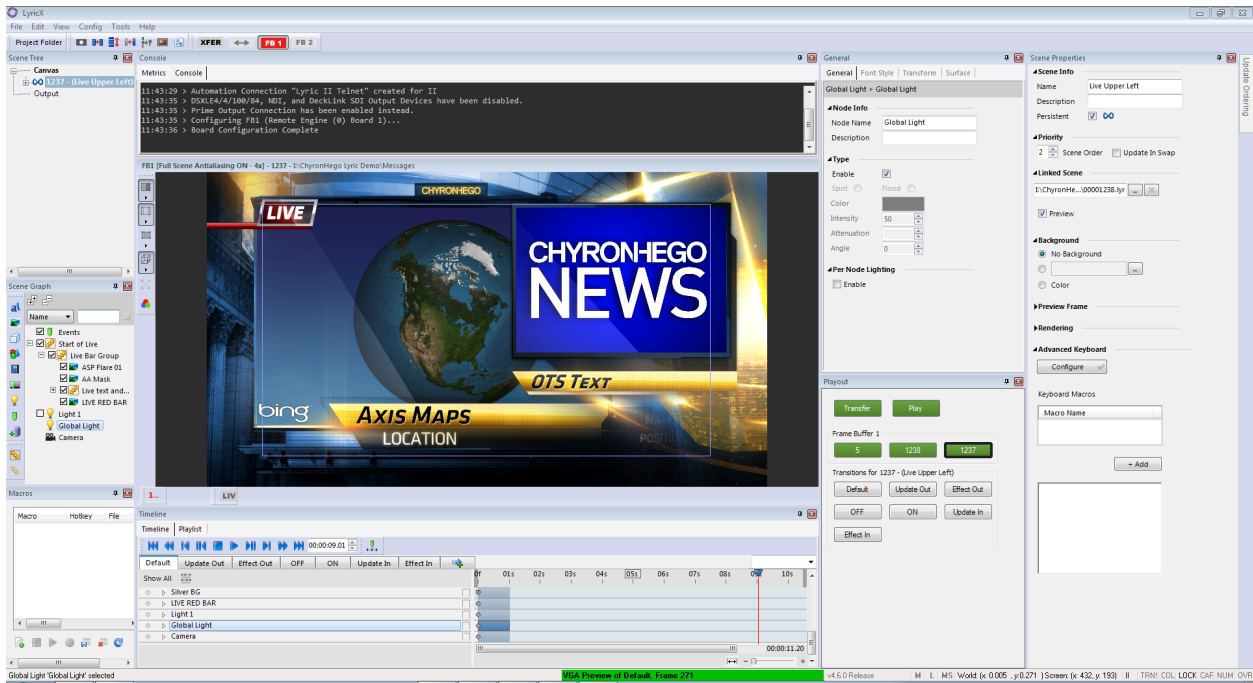 LyricX
File Edit View Config Tools Help
Project Folder XFER FB 1 FB 2
Scene Tree
Canvas
1237 - (Live Upper Left)
Output
Console
Metrics Console
11:43:29 > Automation Connection "Lyric II Telnet" created for II
11:43:35 > DSXLE4/4/100/84, NDI, and DeckLink SDI Output Devices have been disabled.
11:43:35 > Prime Output Connection has been enabled instead.
11:43:35 > Configuring FB1 (Remote Engine (0) Board 1)...
11:43:36 > Board Configuration Complete
FB1 [Full Scene Antialiasing ON - 4x] - 1237 - I:\ChyronHego Lyric Demo\Messages
CHYRONHEGO
LIVE
CHYRONHEGO
NEWS
OTS TEXT
bing
AXIS MAPS
LOCATION
1...
LIV
Scene Graph
Name
Events
Start of Live
Live Bar Group
ASP Flare 01
AA Mask
Live text and...
LIVE RED BAR
Light 1
Global Light
Camera
Macros
Macro Hotkey File
Timeline
Timeline Playlist
00:00:09.01
Default Update Out Effect Out OFF ON Update In Effect In
Show All
0f 01s 02s 03s 04s 05s 06s 07s 08s 10s
Silver BG
LIVE RED BAR
Light 1
Global Light
Camera
00:00:11.20
General
General Font Style Transform Surface
Global Light > Global Light
Node Info
Node Name Global Light
Description
Type
Enable
Spot Flood
Color
Intensity 50
Attenuation
Angle 0
Per Node Lighting
Enable
Playout
Transfer Play
Frame Buffer 1
5 1238 1237
Transitions for 1237 - (Live Upper Left)
Default Update Out Effect Out
OFF ON Update In
Effect In
Scene Properties
Scene Info
Name Live Upper Left
Description
Persistent
Priority
2 Scene Order Update In Swap
Linked Scene
I:\ChyronHe...\00001238.lyr ...
Preview
Background
No Background
...
Color
Preview Frame
Rendering
Advanced Keyboard
Configure
Keyboard Macros
Macro Name
+ Add
Update Ordering
Global Light 'Global Light' selected
VGA Preview of Default. Frame 271
v4.6.0 Release M L MS World: (x: 0.005 , y:0.271 ) Screen: (x: 432, y: 193) II TRN: COL LOCK CAF NUM OVR